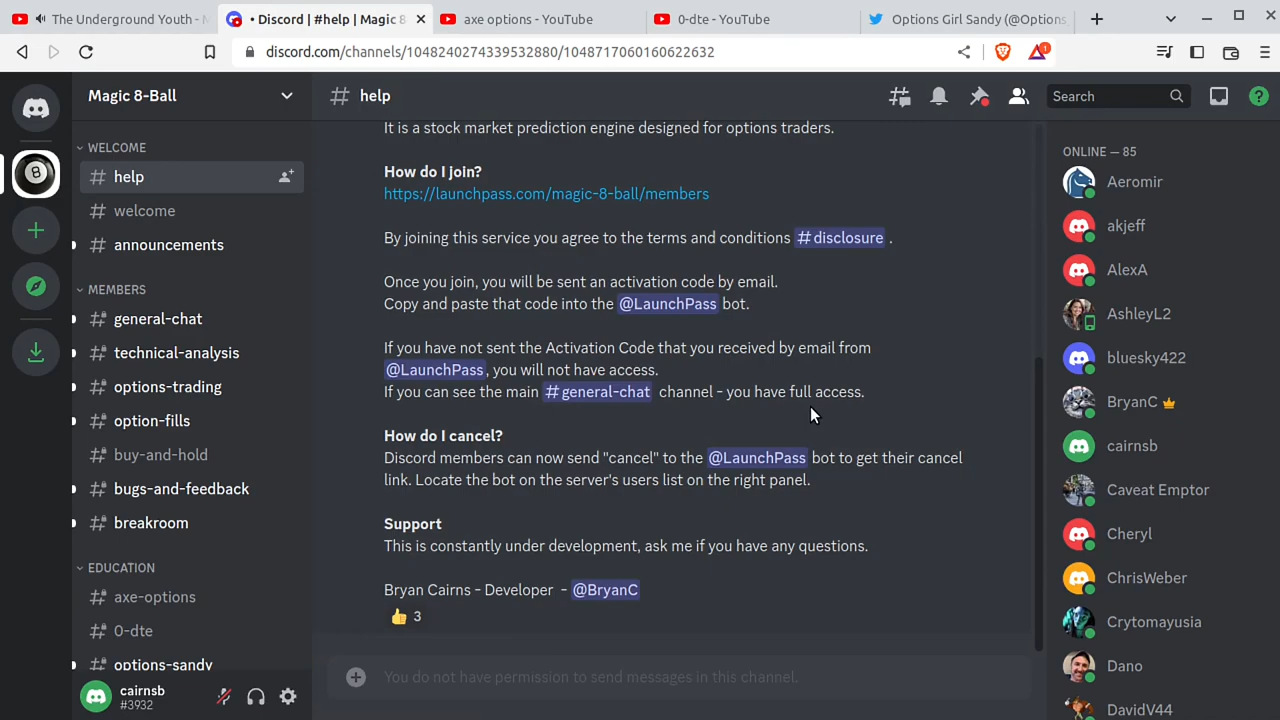 The Underground Youth -
• Discord | #help | Magic 8
axe options - YouTube
0-dte - YouTube
Options Girl Sandy (@Options
discord.com/channels/1048240274339532880/1048717060160622632
1
8
Magic 8-Ball
WELCOME
help
welcome
announcements
MEMBERS
general-chat
technical-analysis
options-trading
option-fills
buy-and-hold
bugs-and-feedback
breakroom
EDUCATION
axe-options
0-dte
options-sandy
cairnsb
#3932
# help
Search
It is a stock market prediction engine designed for options traders.
How do I join?
https://launchpass.com/magic-8-ball/members
By joining this service you agree to the terms and conditions # disclosure .
Once you join, you will be sent an activation code by email.
Copy and paste that code into the @LaunchPass bot.
If you have not sent the Activation Code that you received by email from
@LaunchPass, you will not have access.
If you can see the main # general-chat channel - you have full access.
How do I cancel?
Discord members can now send "cancel" to the @LaunchPass bot to get their cancel
link. Locate the bot on the server's users list on the right panel.
Support
This is constantly under development, ask me if you have any questions.
Bryan Cairns - Developer - @BryanC
3
You do not have permission to send messages in this channel.
ONLINE — 85
Aeromir
akjeff
AlexA
AshleyL2
bluesky422
BryanC
cairnsb
Caveat Emptor
Cheryl
ChrisWeber
Crytomayusia
Dano
DavidV44